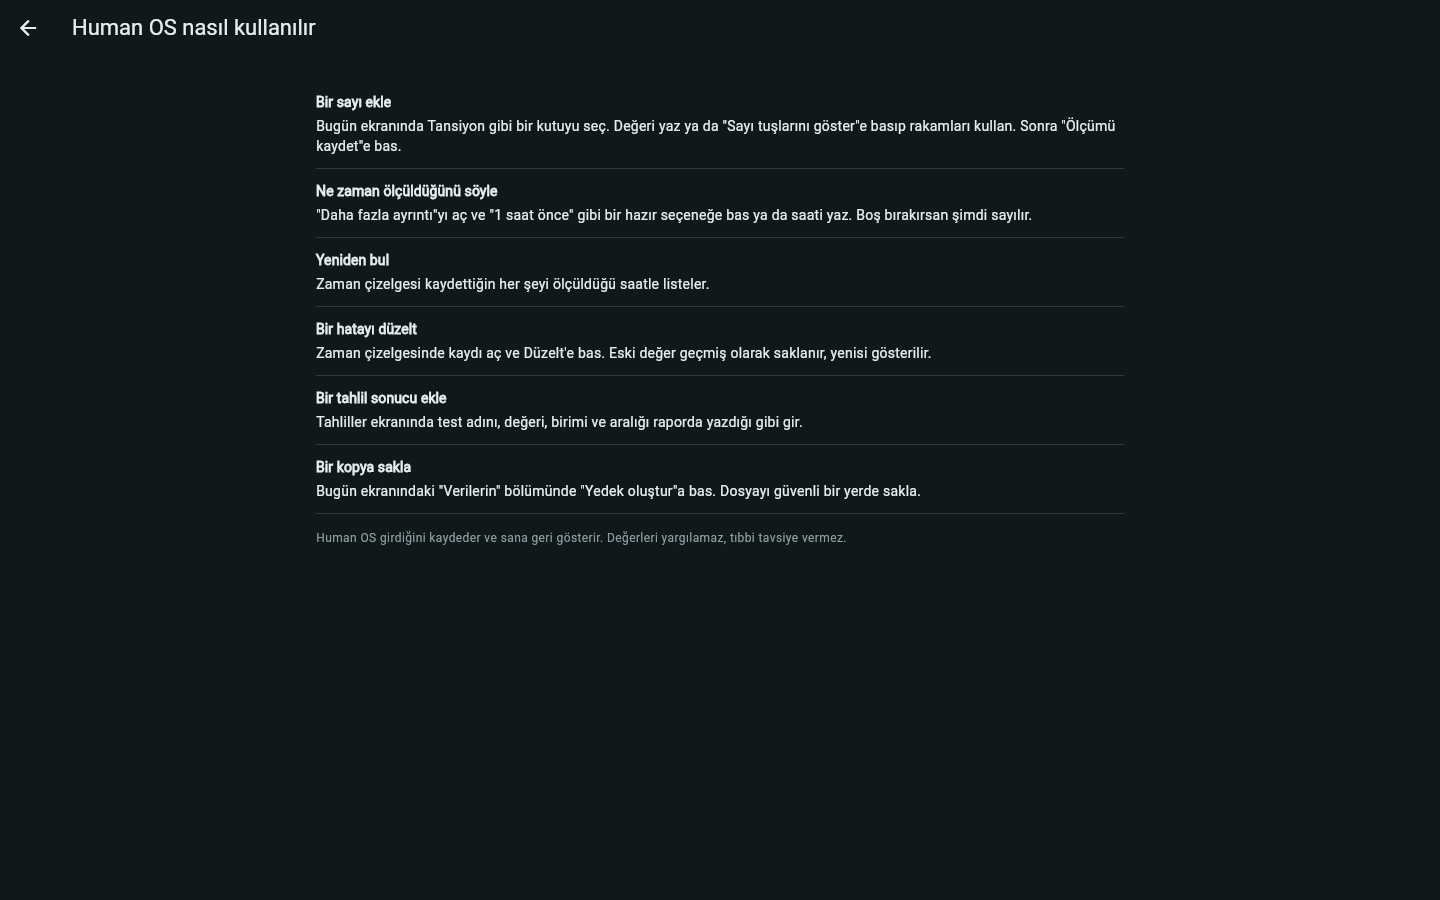 Human OS nasıl kullanılır
Bir sayı ekle
Bugün ekranında Tansiyon gibi bir kutuyu seç. Değeri yaz ya da "Sayı tuşlarını göster"e basıp rakamları kullan. Sonra "Ölçümü
kaydet"e bas.
Ne zaman ölçüldüğünü söyle
"Daha fazla ayrıntı"yı aç ve "1 saat önce" gibi bir hazır seçeneğe bas ya da saati yaz. Boş bırakırsan şimdi sayılır.
Yeniden bul
Zaman çizelgesi kaydettiğin her şeyi ölçüldüğü saatle listeler.
Bir hatayı düzelt
Zaman çizelgesinde kaydı aç ve Düzelt'e bas. Eski değer geçmiş olarak saklanır, yenisi gösterilir.
Bir tahlil sonucu ekle
Tahliller ekranında test adını, değeri, birimi ve aralığı raporda yazdığı gibi gir.
Bir kopya sakla
Bugün ekranındaki "Verilerin" bölümünde "Yedek oluştur"a bas. Dosyayı güvenli bir yerde sakla.
Human OS girdiğini kaydeder ve sana geri gösterir. Değerleri yargılamaz, tıbbi tavsiye vermez.